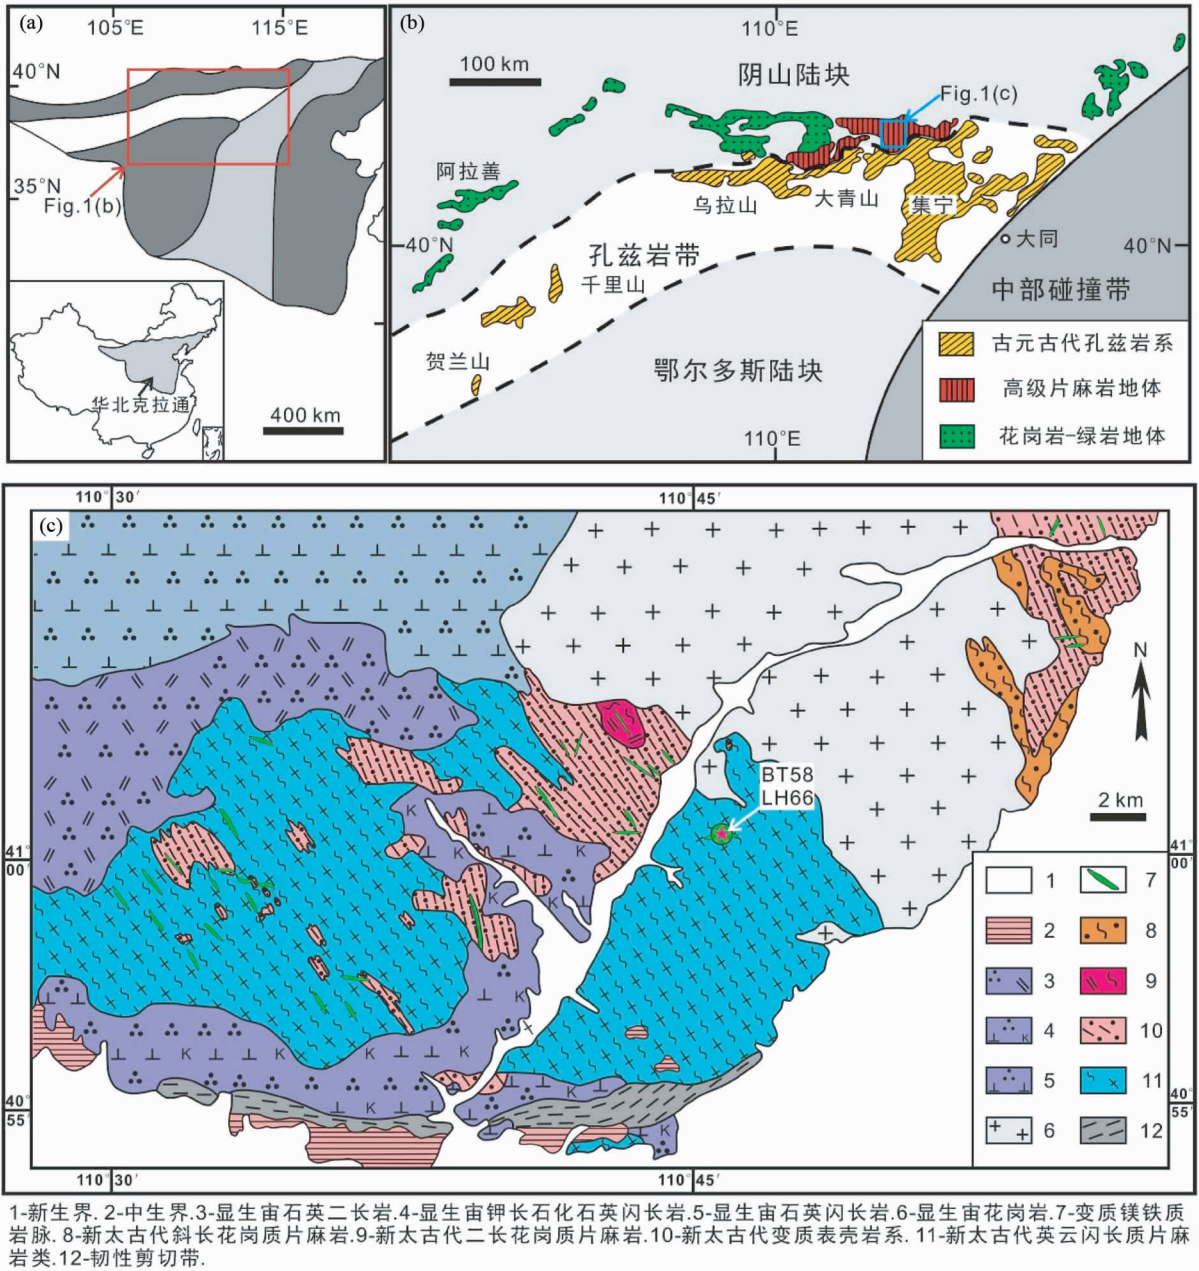 (a)
105°E
115°E
40°N
35°N
Fig.1(b)
华北克拉通
400 km
(b)
110°E
100 km
阴山陆块
Fig.1(c)
阿拉善
乌拉山
大青山
集宁
40°N
大同
40°N
孔兹岩带
千里山
中部碰撞带
贺兰山
鄂尔多斯陆块
古元古代孔兹岩系
高级片麻岩地体
花岗岩-绿岩地体
110°E
110°30′
110°45′
(c)
N
BT58
LH66
2 km
41°00′
41°00′
1
7
2
8
3
9
K
4
10
5
11
6
12
40°55′
40°55′
110°30′
110°45′
1-新生界. 2-中生界.3-显生宙石英二长岩.4-显生宙钾长石化石英闪长岩.5-显生宙石英闪长岩.6-显生宙花岗岩.7-变质镁铁质
岩脉. 8-新太古代斜长花岗质片麻岩.9-新太古代二长花岗质片麻岩.10-新太古代变质表壳岩系. 11-新太古代英云闪长质片麻
岩类.12-韧性剪切带.